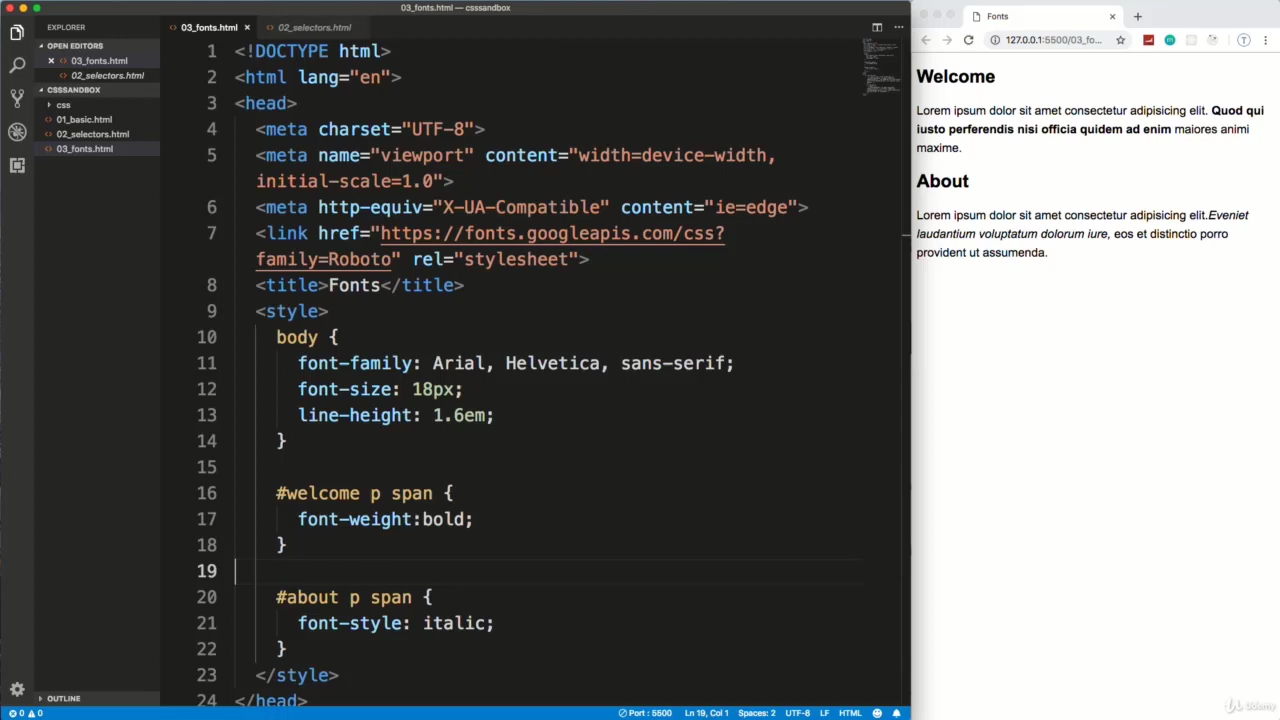 03_fonts.html — csssandbox
EXPLORER
OPEN EDITORS
03_fonts.html
02_selectors.html
CSSSANDBOX
css
01_basic.html
02_selectors.html
03_fonts.html
OUTLINE
03_fonts.html
02_selectors.html
1 <!DOCTYPE html>
2 <html lang="en">
3 <head>
4 <meta charset="UTF-8">
5 <meta name="viewport" content="width=device-width,
initial-scale=1.0">
6 <meta http-equiv="X-UA-Compatible" content="ie=edge">
7 <link href="https://fonts.googleapis.com/css?
family=Roboto" rel="stylesheet">
8 <title>Fonts</title>
9 <style>
10 body {
11 font-family: Arial, Helvetica, sans-serif;
12 font-size: 18px;
13 line-height: 1.6em;
14 }
15
16 #welcome p span {
17 font-weight:bold;
18 }
19
20 #about p span {
21 font-style: italic;
22 }
23 </style>
24 </head>
0 0
Port : 5500 Ln 19, Col 1 Spaces: 2 UTF-8 LF HTML
Fonts
127.0.0.1:5500/03_fo...
T
Welcome
Lorem ipsum dolor sit amet consectetur adipisicing elit. Quod qui
iusto perferendis nisi officia quidem ad enim maiores animi
maxime.
About
Lorem ipsum dolor sit amet consectetur adipisicing elit.Eveniet
laudantium voluptatum dolorum iure, eos et distinctio porro
provident ut assumenda.
Udemy